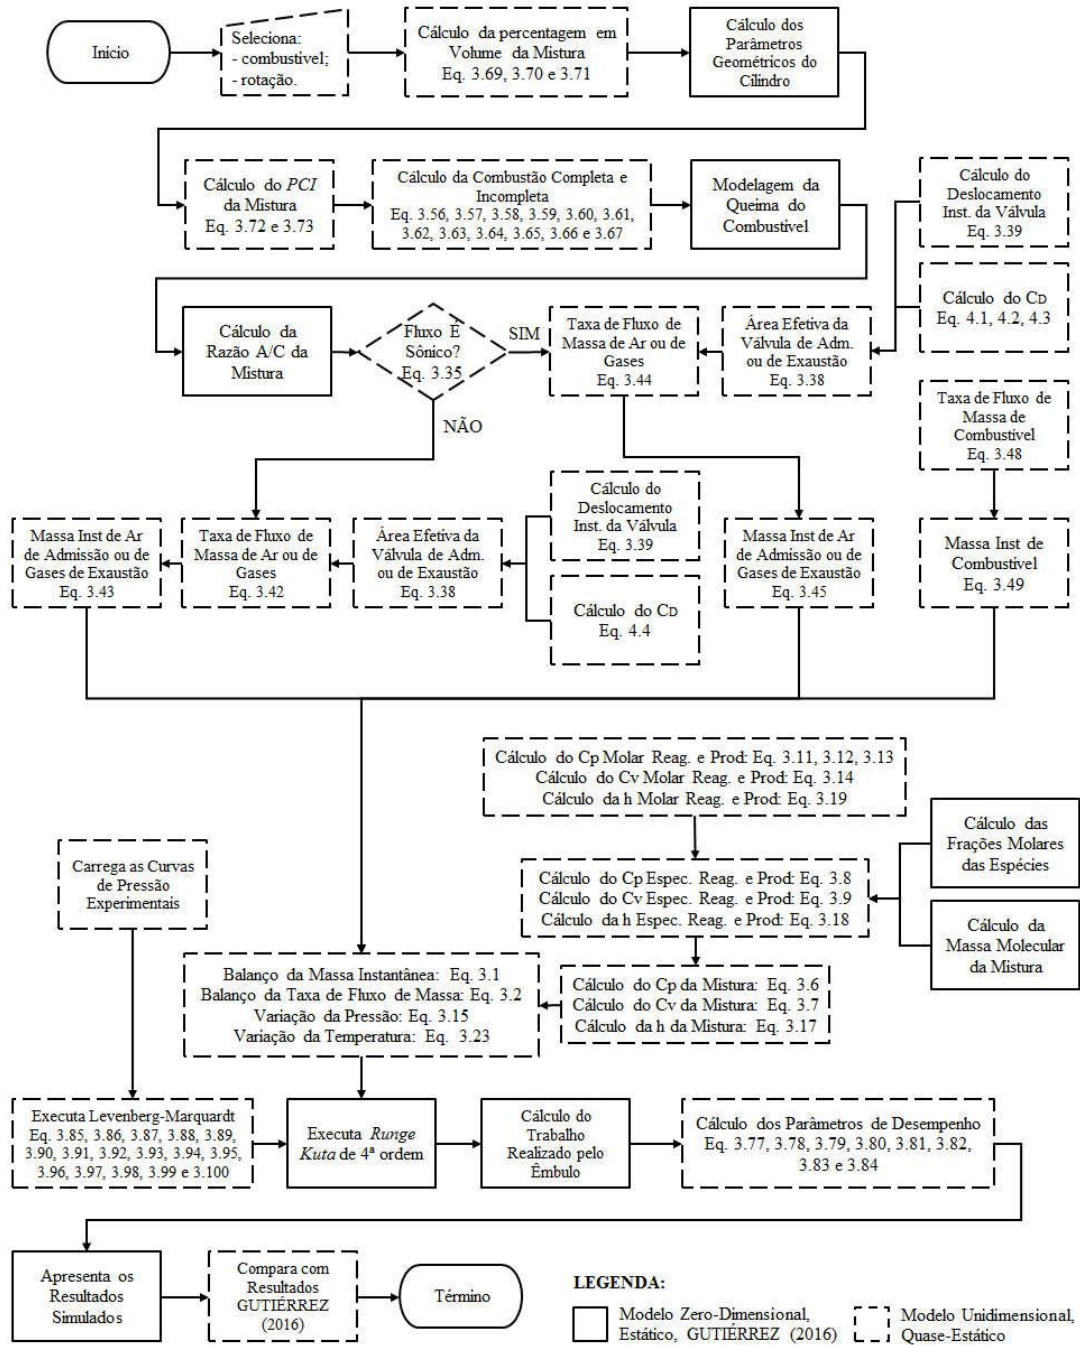 Início
Seleciona:
- combustível;
- rotação.
Cálculo da percentagem em
Volume da Mistura
Eq. 3.69, 3.70 e 3.71
Cálculo dos
Parâmetros
Geométricos do
Cilindro
Cálculo do PCI
da Mistura
Eq. 3.72 e 3.73
Cálculo da Combustão Completa e
Incompleta
Eq. 3.56, 3.57, 3.58, 3.59, 3.60, 3.61,
3.62, 3.63, 3.64, 3.65, 3.66 e 3.67
Modelagem da
Queima do
Combustível
Cálculo do
Deslocamento
Inst. da Válvula
Eq. 3.39
Cálculo do CD
Eq. 4.1, 4.2, 4.3
Cálculo da
Razão A/C da
Mistura
Fluxo É
Sônico?
Eq. 3.35
SIM
NÃO
Taxa de Fluxo de
Massa de Ar ou de
Gases
Eq. 3.44
Área Efetiva da
Válvula de Adm.
ou de Exaustão
Eq. 3.38
Taxa de Fluxo de
Massa de
Combustível
Eq. 3.48
Massa Inst de Ar
de Admissão ou de
Gases de Exaustão
Eq. 3.43
Taxa de Fluxo de
Massa de Ar ou de
Gases
Eq. 3.42
Área Efetiva da
Válvula de Adm.
ou de Exaustão
Eq. 3.38
Cálculo do
Deslocamento
Inst. da Válvula
Eq. 3.39
Cálculo do CD
Eq. 4.4
Massa Inst de Ar
de Admissão ou de
Gases de Exaustão
Eq. 3.45
Massa Inst de
Combustível
Eq. 3.49
Cálculo do Cp Molar Reag. e Prod: Eq. 3.11, 3.12, 3.13
Cálculo do Cv Molar Reag. e Prod: Eq. 3.14
Cálculo da h Molar Reag. e Prod: Eq. 3.19
Cálculo das
Frações Molares
das Espécies
Carrega as Curvas
de Pressão
Experimentais
Cálculo do Cp Espec. Reag. e Prod: Eq. 3.8
Cálculo do Cv Espec. Reag. e Prod: Eq. 3.9
Cálculo da h Espec. Reag. e Prod: Eq. 3.18
Cálculo da
Massa Molecular
da Mistura
Balanço da Massa Instantânea: Eq. 3.1
Balanço da Taxa de Fluxo de Massa: Eq. 3.2
Variação da Pressão: Eq. 3.15
Variação da Temperatura: Eq. 3.23
Cálculo do Cp da Mistura: Eq. 3.6
Cálculo do Cv da Mistura: Eq. 3.7
Cálculo da h da Mistura: Eq. 3.17
Executa Levenberg-Marquardt
Eq. 3.85, 3.86, 3.87, 3.88, 3.89,
3.90, 3.91, 3.92, 3.93, 3.94, 3.95,
3.96, 3.97, 3.98, 3.99 e 3.100
Executa Runge
Kuta de 4ª ordem
Cálculo do
Trabalho
Realizado pelo
Êmbulo
Cálculo dos Parâmetros de Desempenho
Eq. 3.77, 3.78, 3.79, 3.80, 3.81, 3.82,
3.83 e 3.84
Apresenta os
Resultados
Simulados
Compara com
Resultados
GUTIÉRREZ
(2016)
Término
LEGENDA:
Modelo Zero-Dimensional,
Estático, GUTIÉRREZ (2016)
Modelo Unidimensional,
Quase-Estático